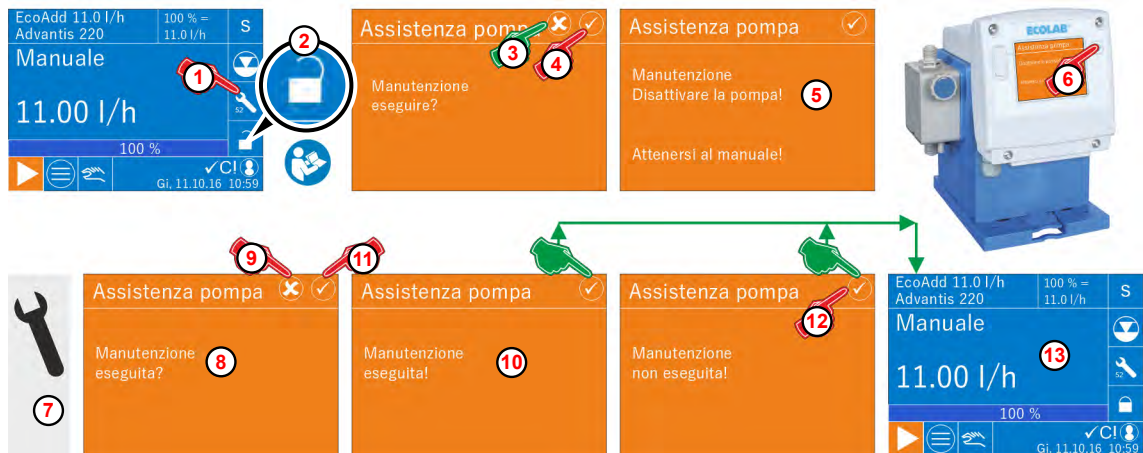 EcoAdd 11.0 l/h
Advantis 220
100 % =
11.0 l/h
S
Manuale
1
2
52
11.00 l/h
100 %
✓C!
Gi, 11.10.16 10:59
Assistenza pompa
3
4
Manutenzione
eseguire?
Assistenza pompa
Manutenzione
Disattivare la pompa!
5
Attenersi al manuale!
ECOLAB
Assistenza pompa
6
7
Assistenza pompa
9
11
Manutenzione
eseguita?
8
Assistenza pompa
Manutenzione
eseguita!
10
Assistenza pompa
12
Manutenzione
non eseguita!
EcoAdd 11.0 l/h
Advantis 220
100 % =
11.0 l/h
S
Manuale
13
52
11.00 l/h
100 %
✓C!
Gi, 11.10.16 10:59